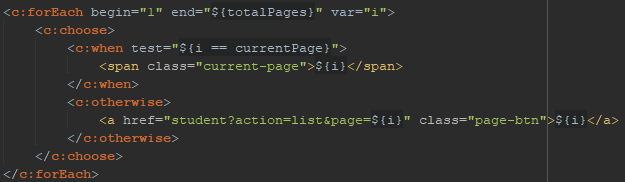 <c:forEach begin="1" end="${totalPages}" var="i">
<c:choose>
<c:when test="${i == currentPage}">
<span class="current-page">${i}</span>
</c:when>
<c:otherwise>
<a href="student?action=list&page=${i}" class="page-btn">${i}</a>
</c:otherwise>
</c:choose>
</c:forEach>